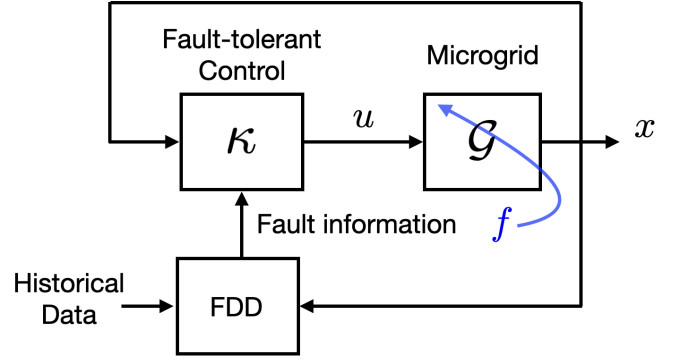 Fault-tolerant
Control
Microgrid
𝒦
u
𝒢
x
f
Fault information
Historical
Data
FDD